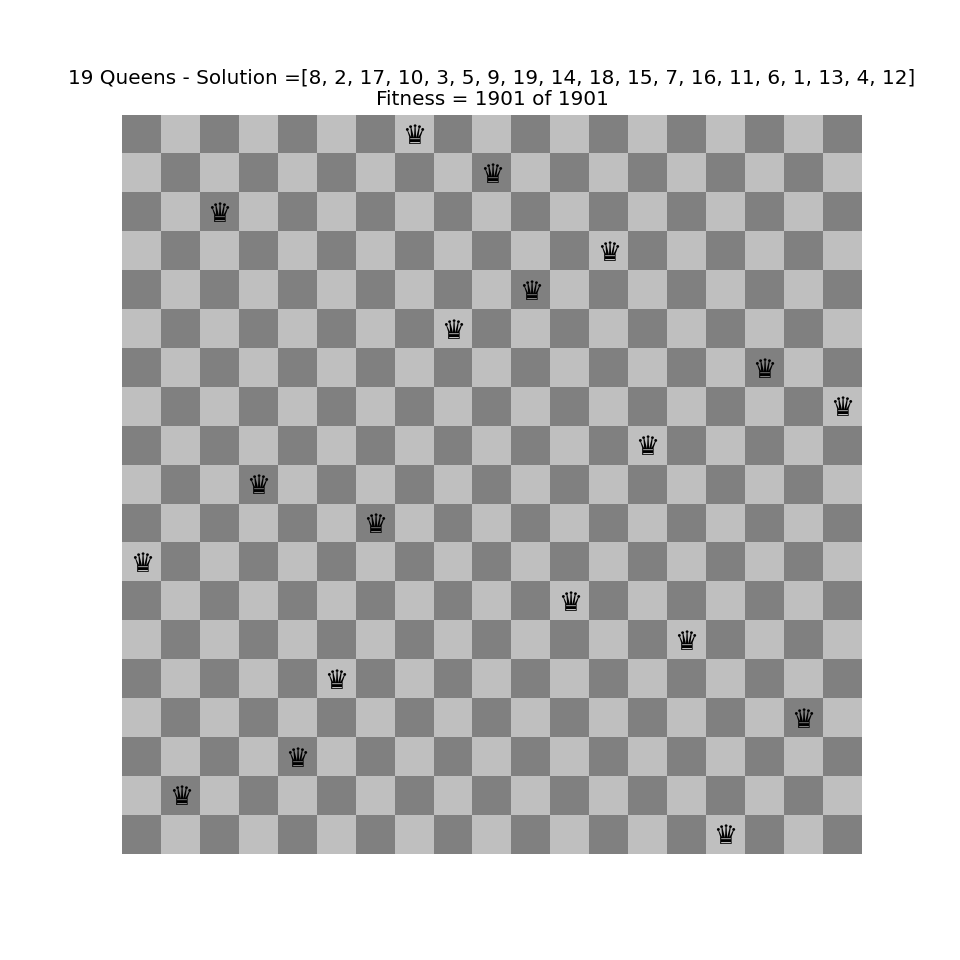 19 Queens - Solution =[8, 2, 17, 10, 3, 5, 9, 19, 14, 18, 15, 7, 16, 11, 6, 1, 13, 4, 12]
Fitness = 1901 of 1901